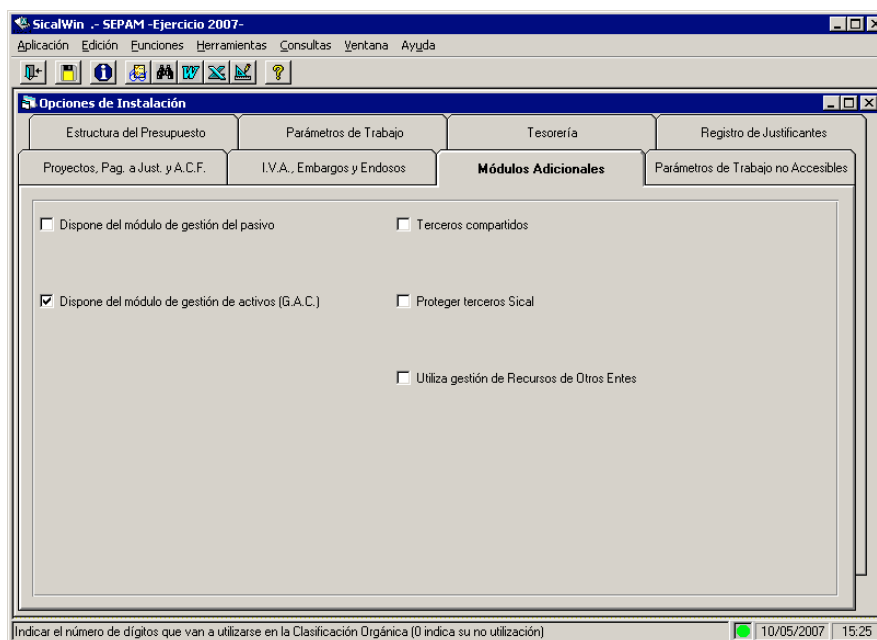 SicalWin .- SEPAM -Ejercicio 2007-
Aplicación Edición Funciones Herramientas Consultas Ventana Ayuda
Opciones de Instalación
Estructura del Presupuesto Parámetros de Trabajo Tesorería Registro de Justificantes
Proyectos, Pag. a Just. y A.C.F. I.V.A., Embargos y Endosos Módulos Adicionales Parámetros de Trabajo no Accesibles
Dispone del módulo de gestión del pasivo Terceros compartidos
Dispone del módulo de gestión de activos (G.A.C.) Proteger terceros Sical
Utiliza gestión de Recursos de Otros Entes
Indicar el número de dígitos que van a utilizarse en la Clasificación Orgánica (0 indica su no utilización) 10/05/2007 15:25